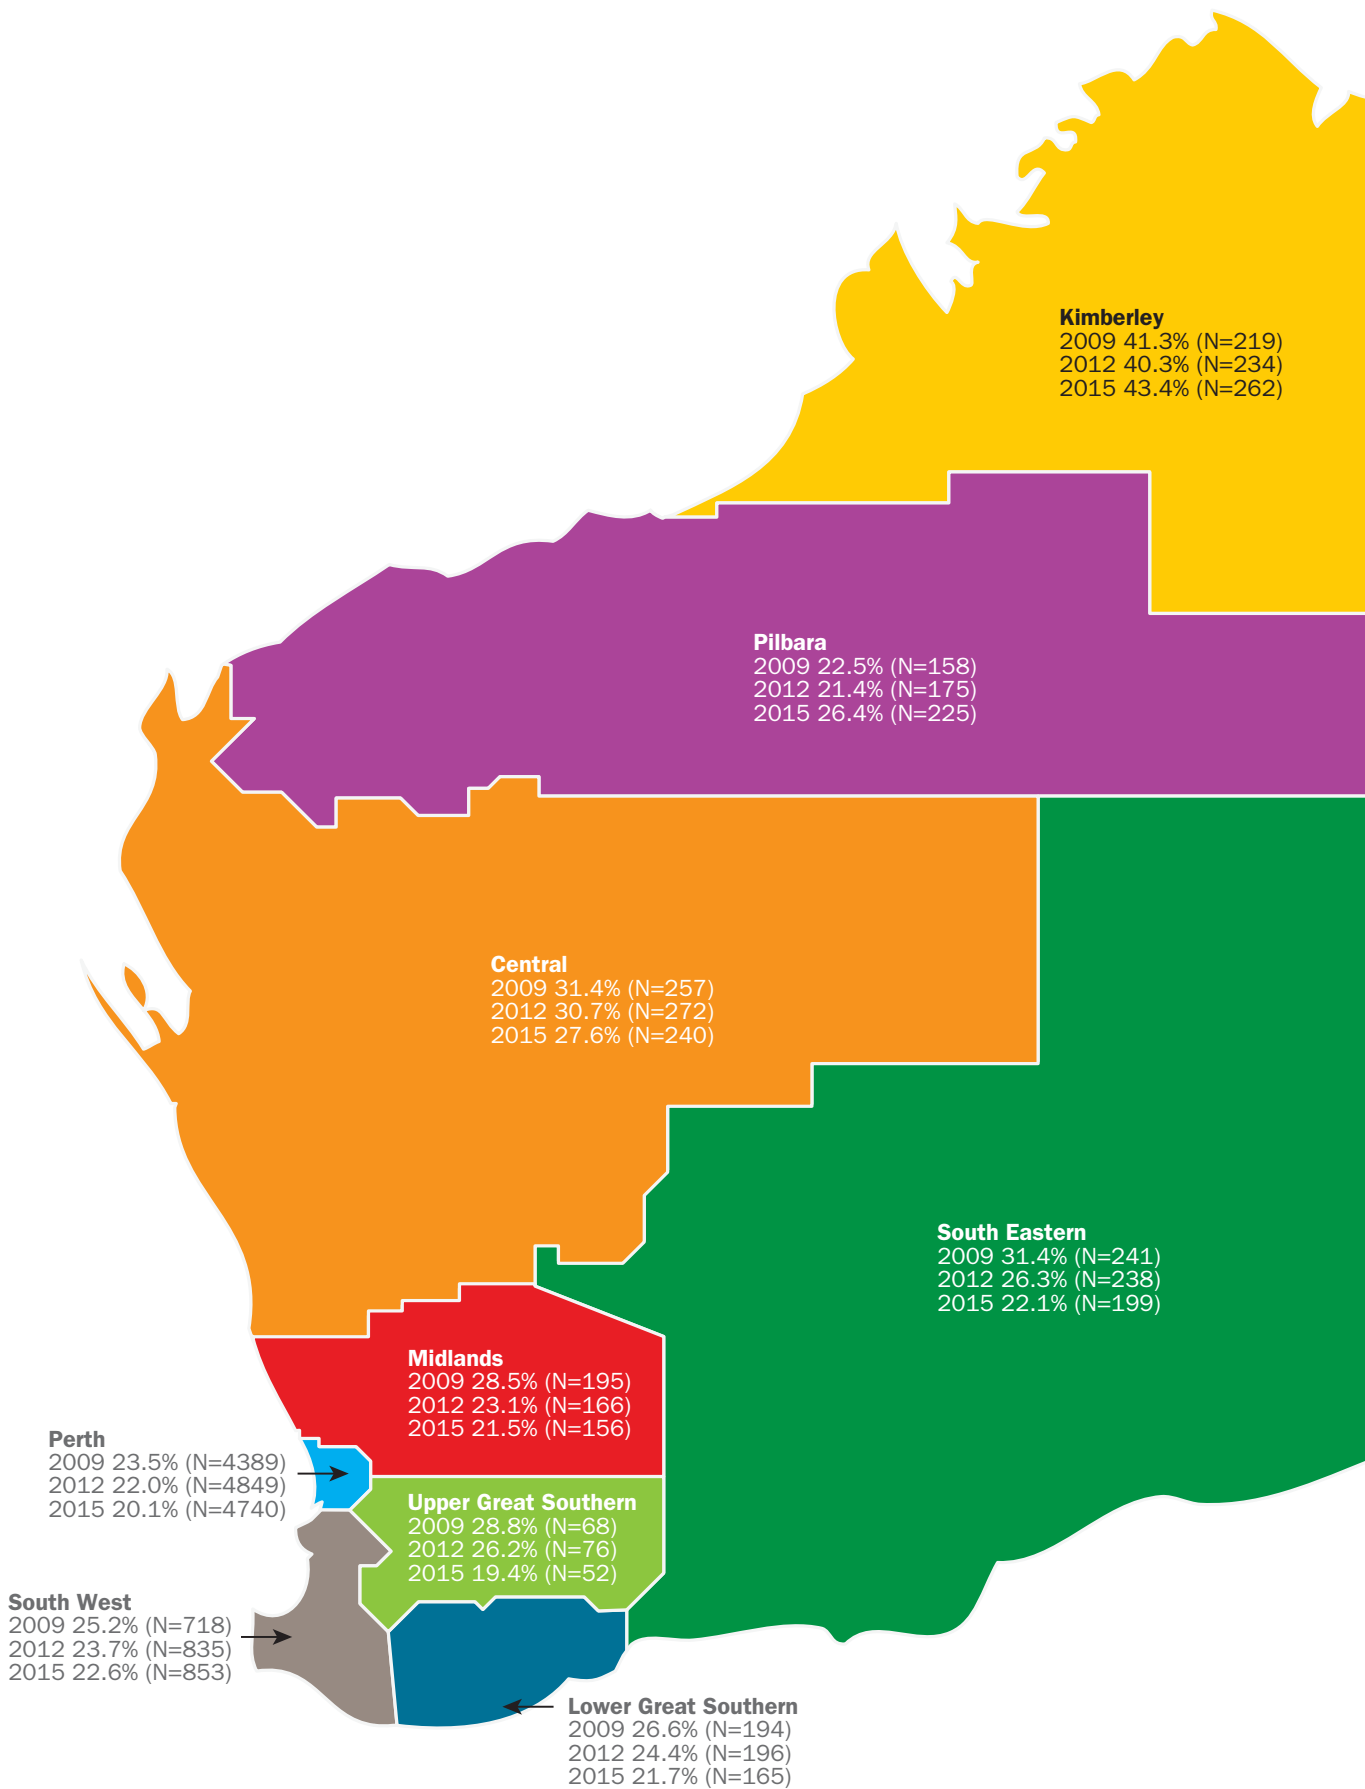 Kimberley
2009 41.3% (N=219)
2012 40.3% (N=234)
2015 43.4% (N=262)
Pilbara
2009 22.5% (N=158)
2012 21.4% (N=175)
2015 26.4% (N=225)
Central
2009 31.4% (N=257)
2012 30.7% (N=272)
2015 27.6% (N=240)
South Eastern
2009 31.4% (N=241)
2012 26.3% (N=238)
2015 22.1% (N=199)
Midlands
2009 28.5% (N=195)
2012 23.1% (N=166)
2015 21.5% (N=156)
Perth
2009 23.5% (N=4389)
2012 22.0% (N=4849)
2015 20.1% (N=4740)
Upper Great Southern
2009 28.8% (N=68)
2012 26.2% (N=76)
2015 19.4% (N=52)
South West
2009 25.2% (N=718)
2012 23.7% (N=835)
2015 22.6% (N=853)
Lower Great Southern
2009 26.6% (N=194)
2012 24.4% (N=196)
2015 21.7% (N=165)